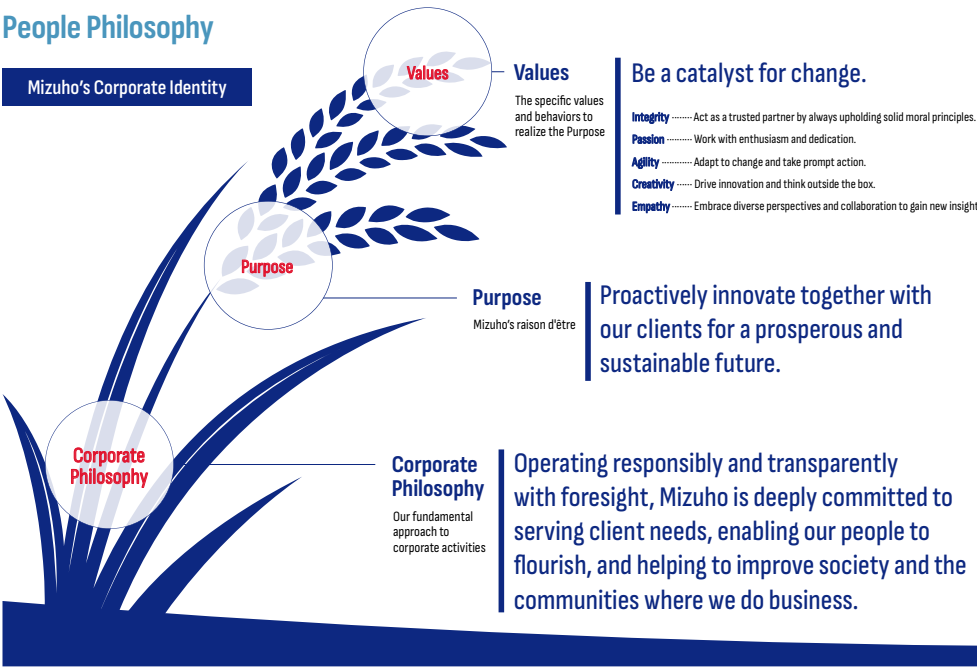 People Philosophy
Mizuho's Corporate Identity
Values
Values
The specific values
and behaviors to
realize the Purpose
Be a catalyst for change.
Integrity ········ Act as a trusted partner by always upholding solid moral principles.
Passion ·········· Work with enthusiasm and dedication.
Agility ············ Adapt to change and take prompt action.
Creativity ······ Drive innovation and think outside the box.
Empathy ········ Embrace diverse perspectives and collaboration to gain new insight
Purpose
Purpose
Mizuho's raison d'être
Proactively innovate together with
our clients for a prosperous and
sustainable future.
Corporate
Philosophy
Corporate
Philosophy
Our fundamental
approach to
corporate activities
Operating responsibly and transparently
with foresight, Mizuho is deeply committed to
serving client needs, enabling our people to
flourish, and helping to improve society and the
communities where we do business.